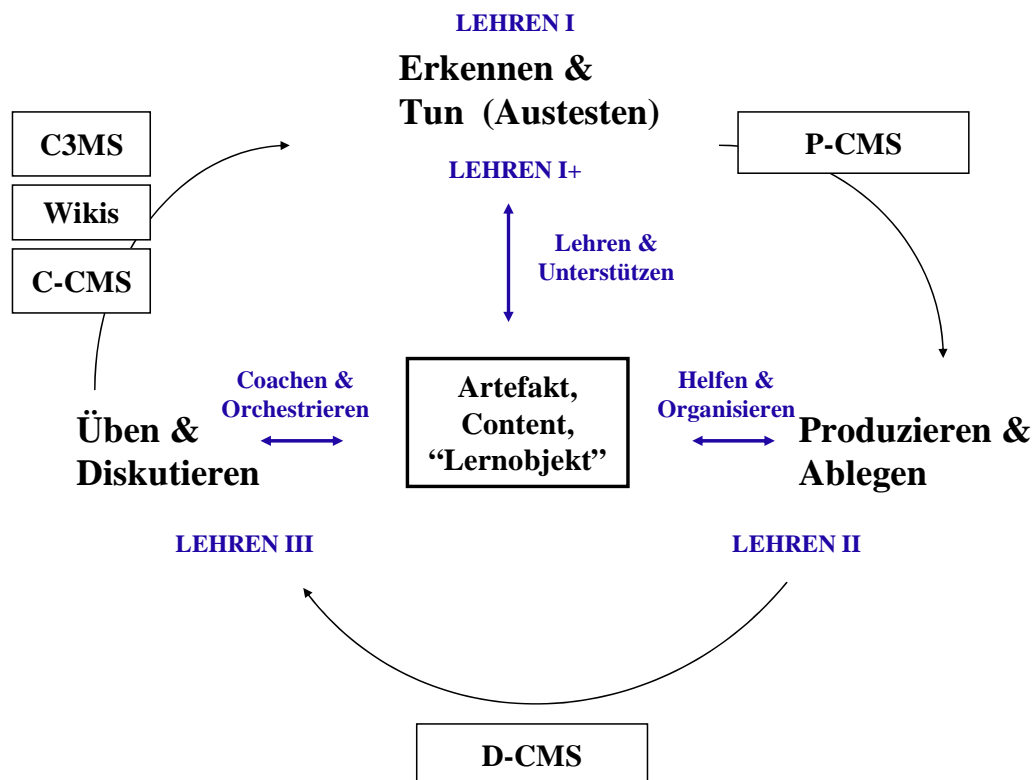 LEHREN I
Erkennen &
Tun (Austesten)
LEHREN I+
C3MS
Wikis
C-CMS
P-CMS
Lehren &
Unterstützen
Coachen &
Orchestrieren
Artefakt,
Content,
“Lernobjekt”
Helfen &
Organisieren
Üben &
Diskutieren
Produzieren &
Ablegen
LEHREN III
LEHREN II
D-CMS